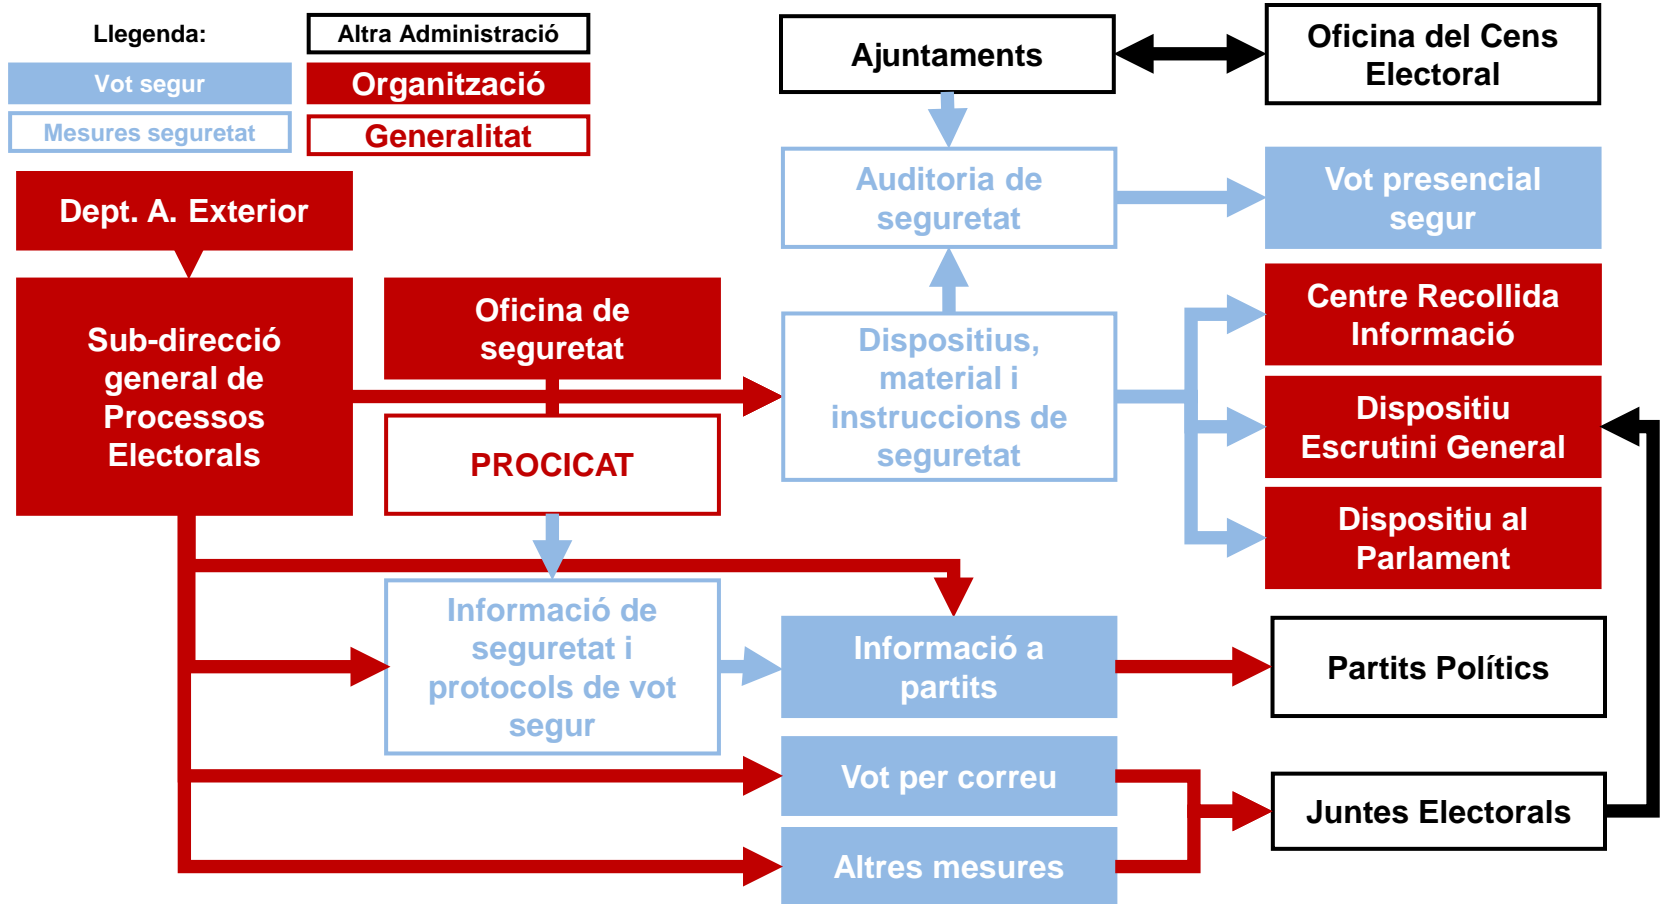 Llegenda:
Altra Administració
Vot segur
Organització
Mesures seguretat
Generalitat
Ajuntaments
Oficina del Cens
Electoral
Auditoria de
seguretat
Vot presencial
segur
Dept. A. Exterior
Sub-direcció
general de
Processos
Electorals
Oficina de
seguretat
PROCICAT
Dispositius,
material i
instruccions de
seguretat
Centre Recollida
Informació
Dispositiu
Escrutini General
Dispositiu al
Parlament
Informació de
seguretat i
protocols de vot
segur
Informació a
partits
Partits Polítics
Vot per correu
Juntes Electorals
Altres mesures